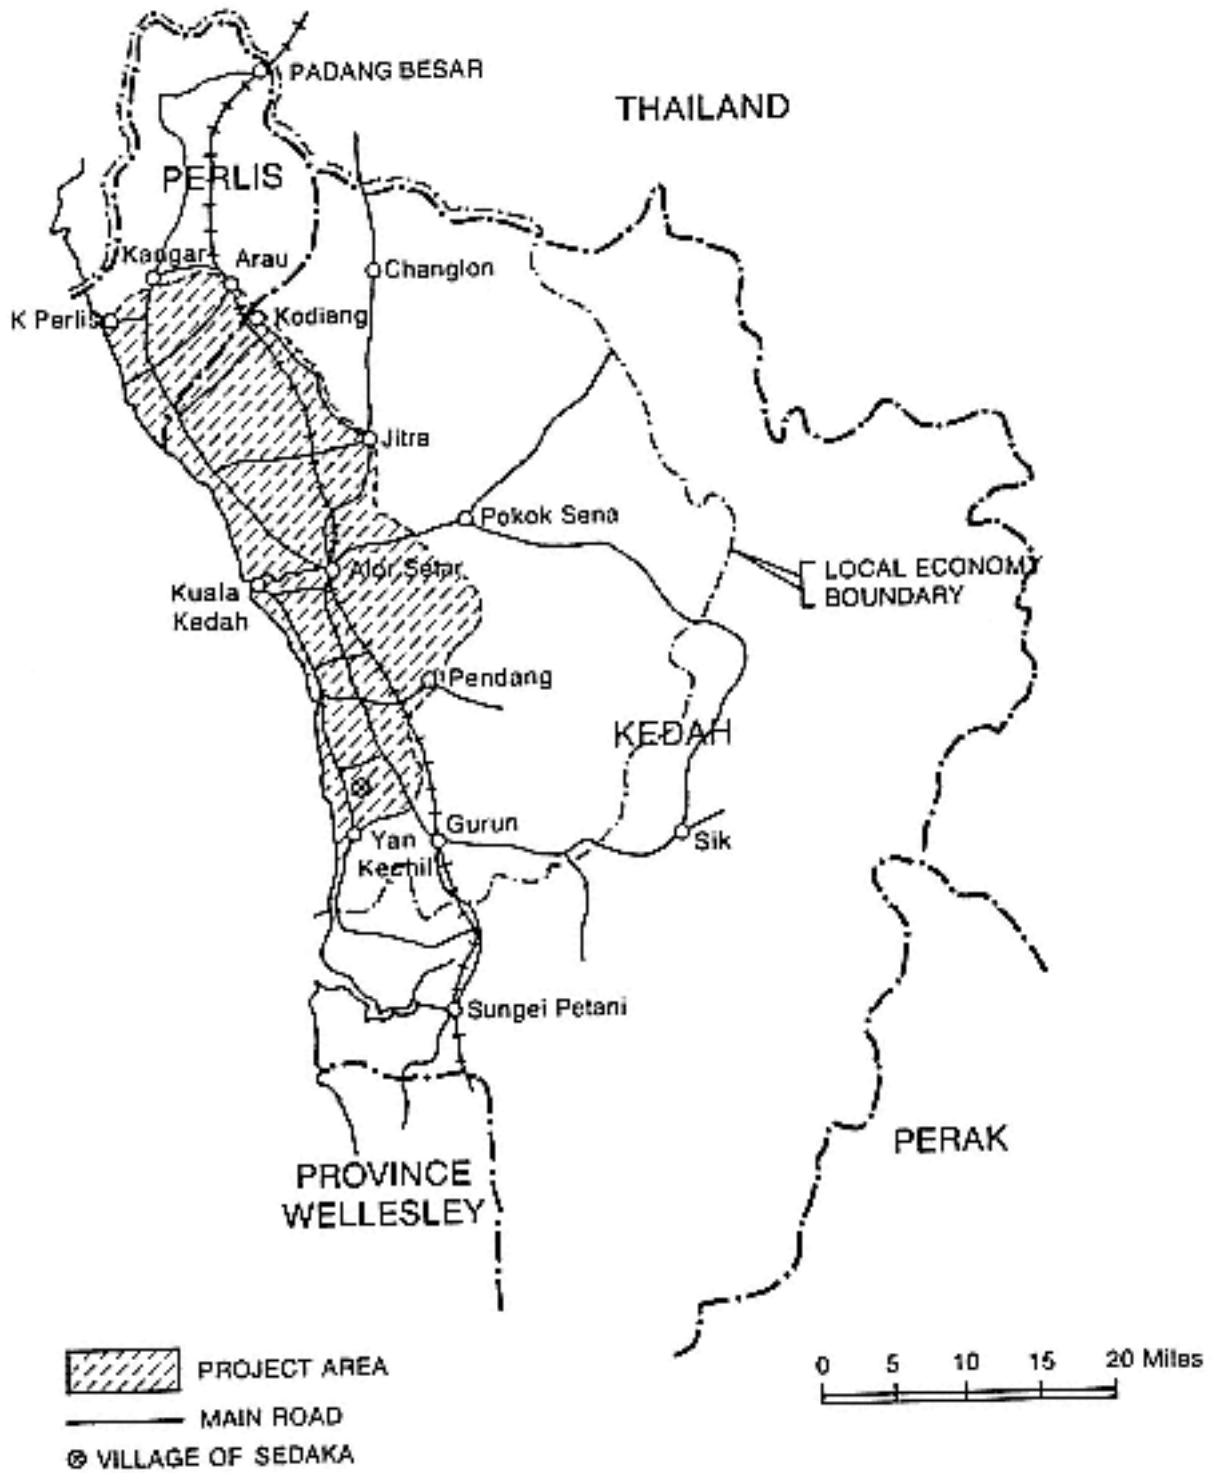 PADANG BESAR
THAILAND
PERLIS
Kangar
Arau
Changlon
K Perlis
Kodiang
Jitra
Pokok Sena
Alor Setar
LOCAL ECONOMY
BOUNDARY
Kuala
Kedah
Pendang
KEDAH
Gurun
Yan
Kechil
Sik
Sungei Petani
PERAK
PROVINCE
WELLESLEY
PROJECT AREA
MAIN ROAD
VILLAGE OF SEDAKA
0 5 10 15 20 Miles